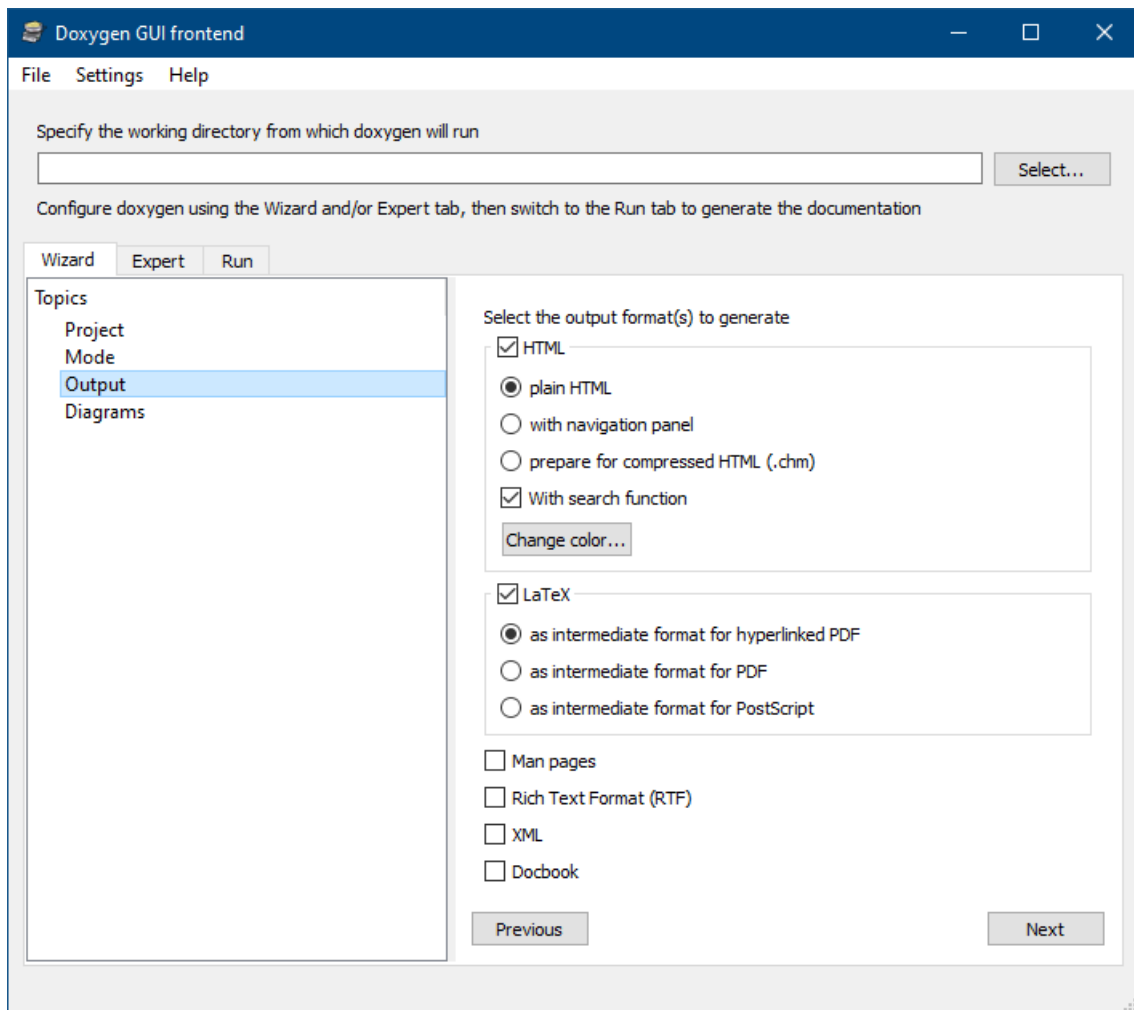 Doxygen GUI frontend
File Settings Help
Specify the working directory from which doxygen will run
Select...
Configure doxygen using the Wizard and/or Expert tab, then switch to the Run tab to generate the documentation
Wizard Expert Run
Topics
Project
Mode
Output
Diagrams
Select the output format(s) to generate
HTML
plain HTML
with navigation panel
prepare for compressed HTML (.chm)
With search function
Change color...
LaTeX
as intermediate format for hyperlinked PDF
as intermediate format for PDF
as intermediate format for PostScript
Man pages
Rich Text Format (RTF)
XML
Docbook
Previous Next